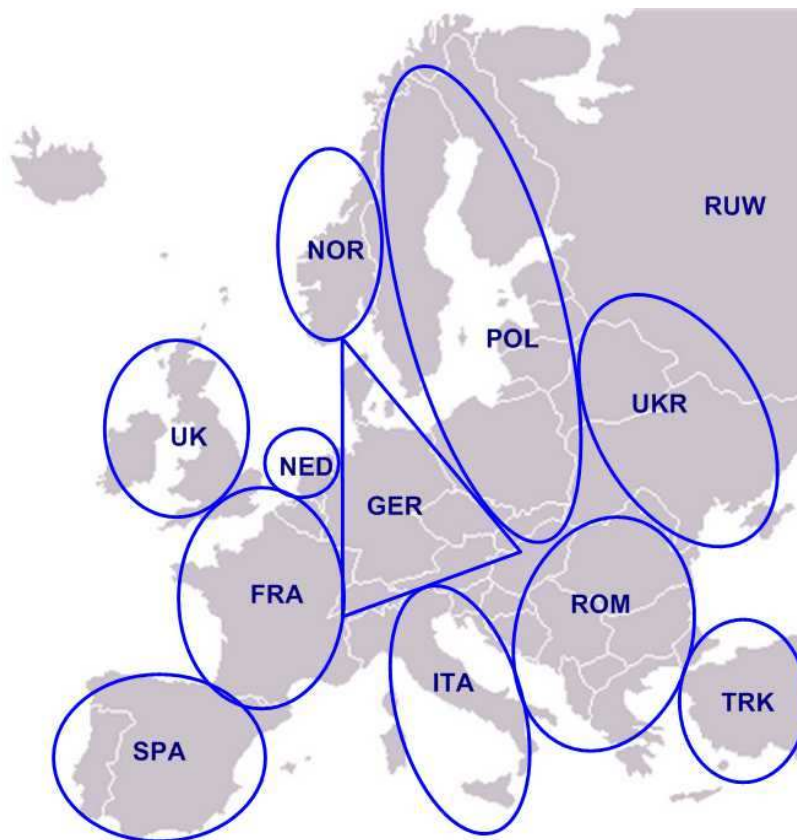 RUW
NOR
POL
UKR
UK
NED
GER
FRA
ROM
ITA
TRK
SPA